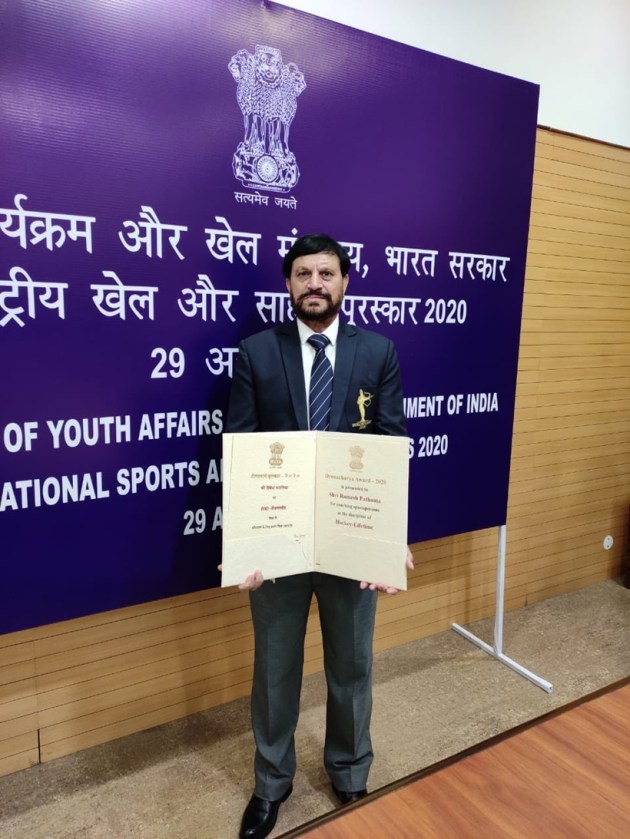 सत्यमेव जयते
र्यक्रम और खेल मं य, भारत सरकार
ट्रीय खेल और साह पुरस्कार 2020
29 अ
OF YOUTH AFFAIRS NMENT OF INDIA
ATIONAL SPORTS A S 2020
29 A
Dronacharya Award - 2020
is presented to
Shri Romesh Pathania
for coaching sportspersons
in the discipline of
Hockey-Lifetime